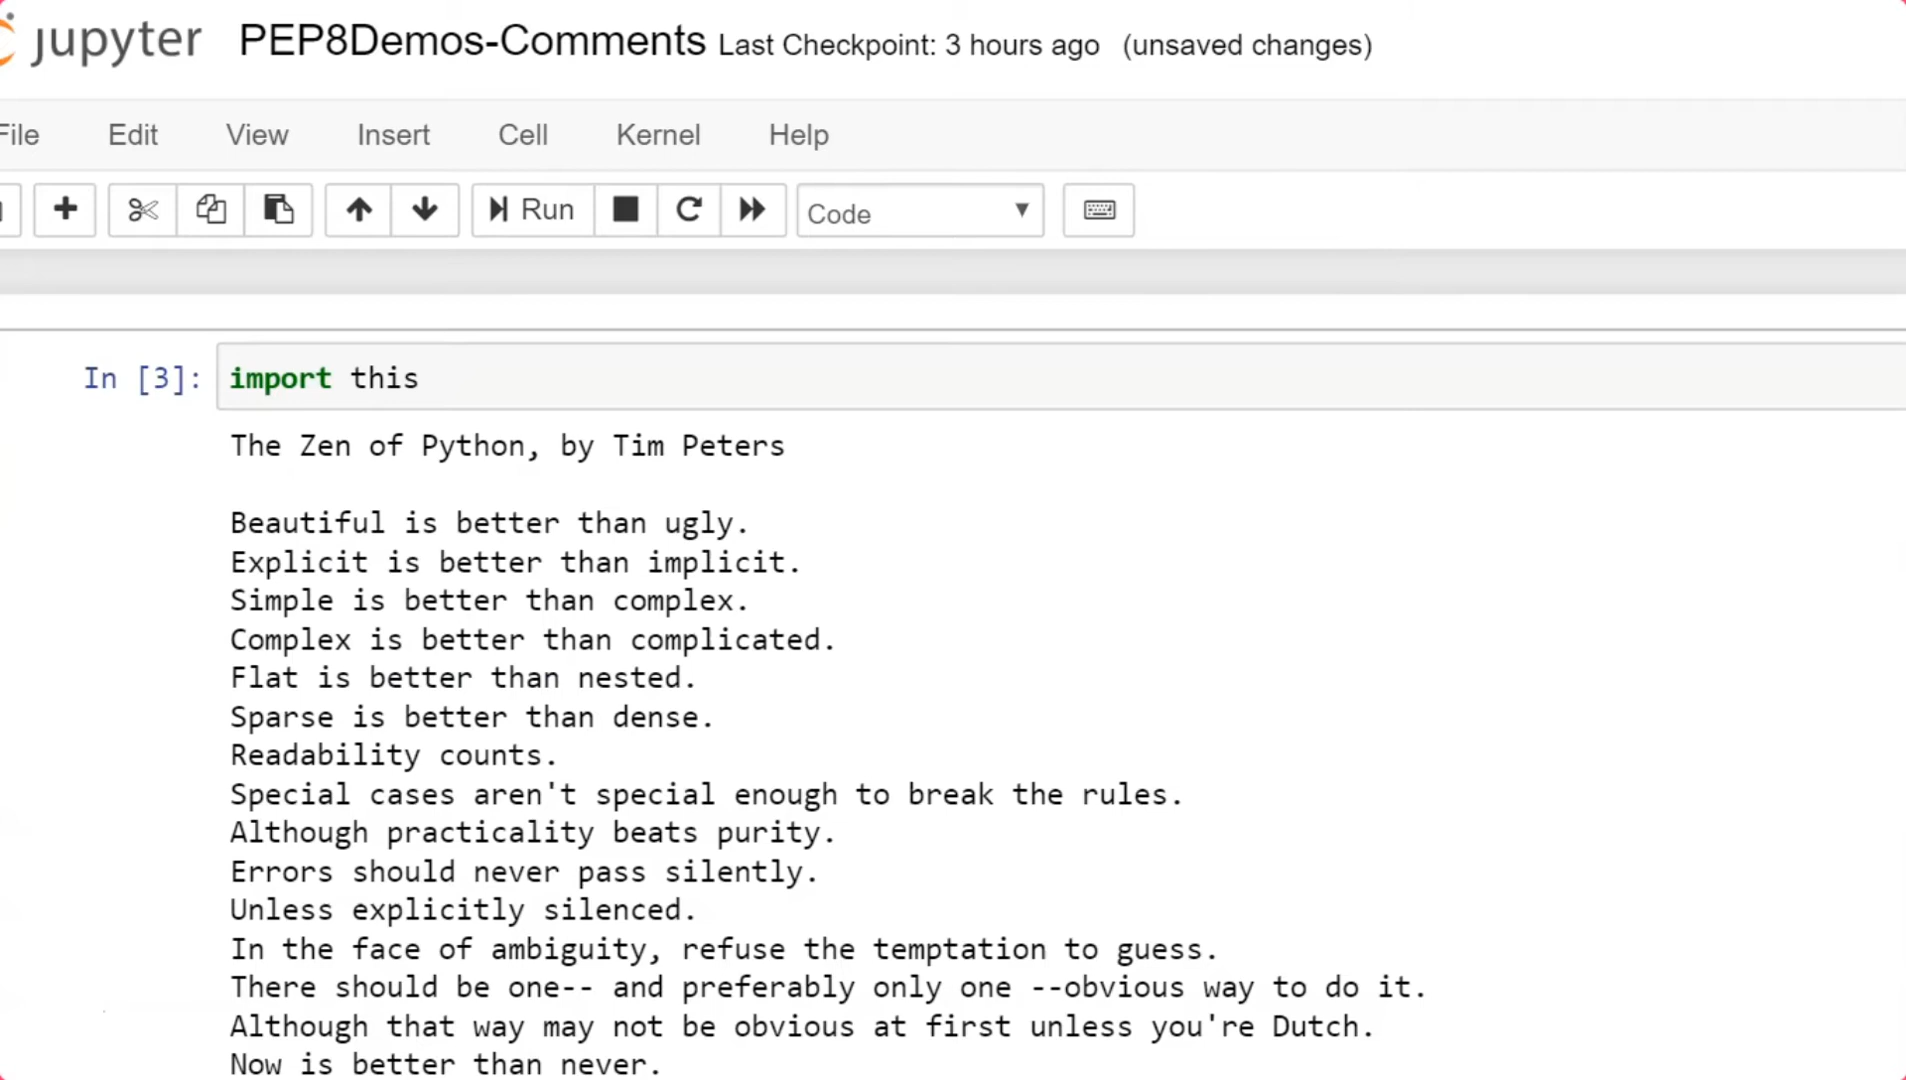 jupyter PEP8Demos-Comments Last Checkpoint: 3 hours ago (unsaved changes)
File Edit View Insert Cell Kernel Help
Run Code
In [3]: import this
The Zen of Python, by Tim Peters
Beautiful is better than ugly.
Explicit is better than implicit.
Simple is better than complex.
Complex is better than complicated.
Flat is better than nested.
Sparse is better than dense.
Readability counts.
Special cases aren't special enough to break the rules.
Although practicality beats purity.
Errors should never pass silently.
Unless explicitly silenced.
In the face of ambiguity, refuse the temptation to guess.
There should be one-- and preferably only one --obvious way to do it.
Although that way may not be obvious at first unless you're Dutch.
Now is better than never.